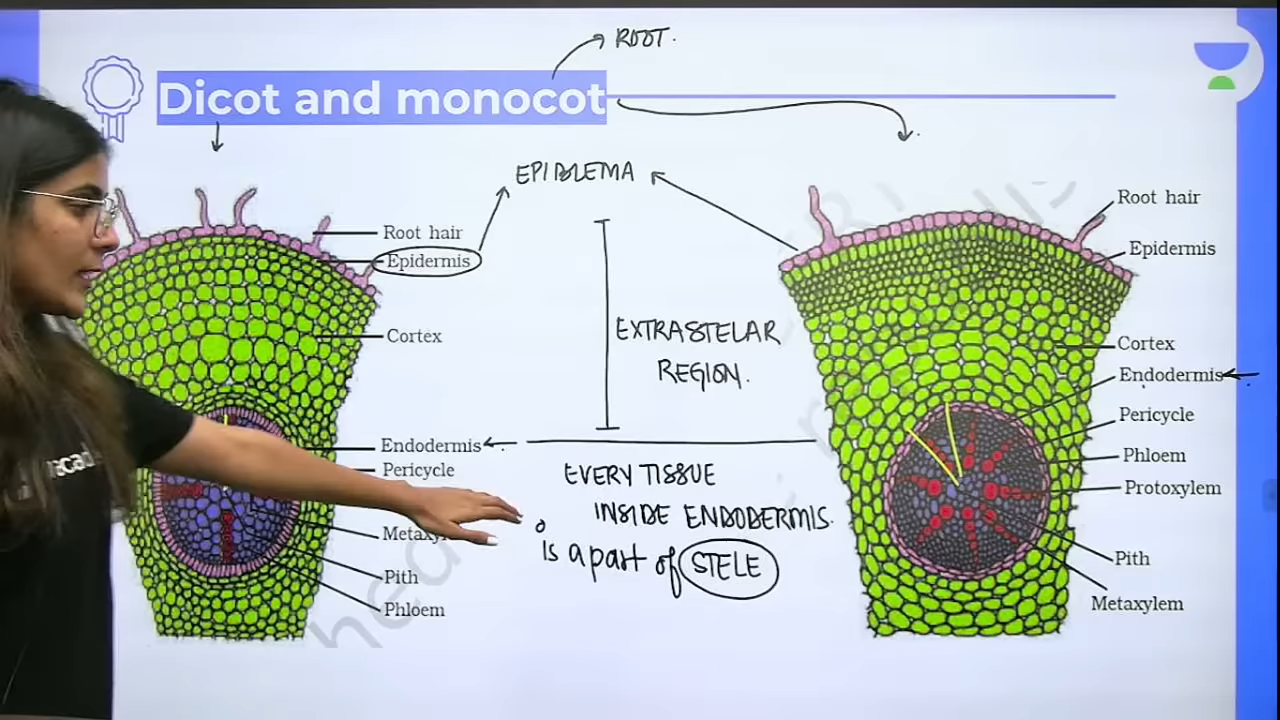 ROOT.
Dicot and monocot
EPIBLEMA
Root hair
Epidermis
Cortex
Endodermis
Pericycle
Pith
Phloem
EXTRASTELAR
REGION.
EVERY TISSUE
INSIDE ENDODERMIS.
is a part of STELE
Root hair
Epidermis
Cortex
Endodermis
Pericycle
Phloem
Protoxylem
Pith
Metaxylem